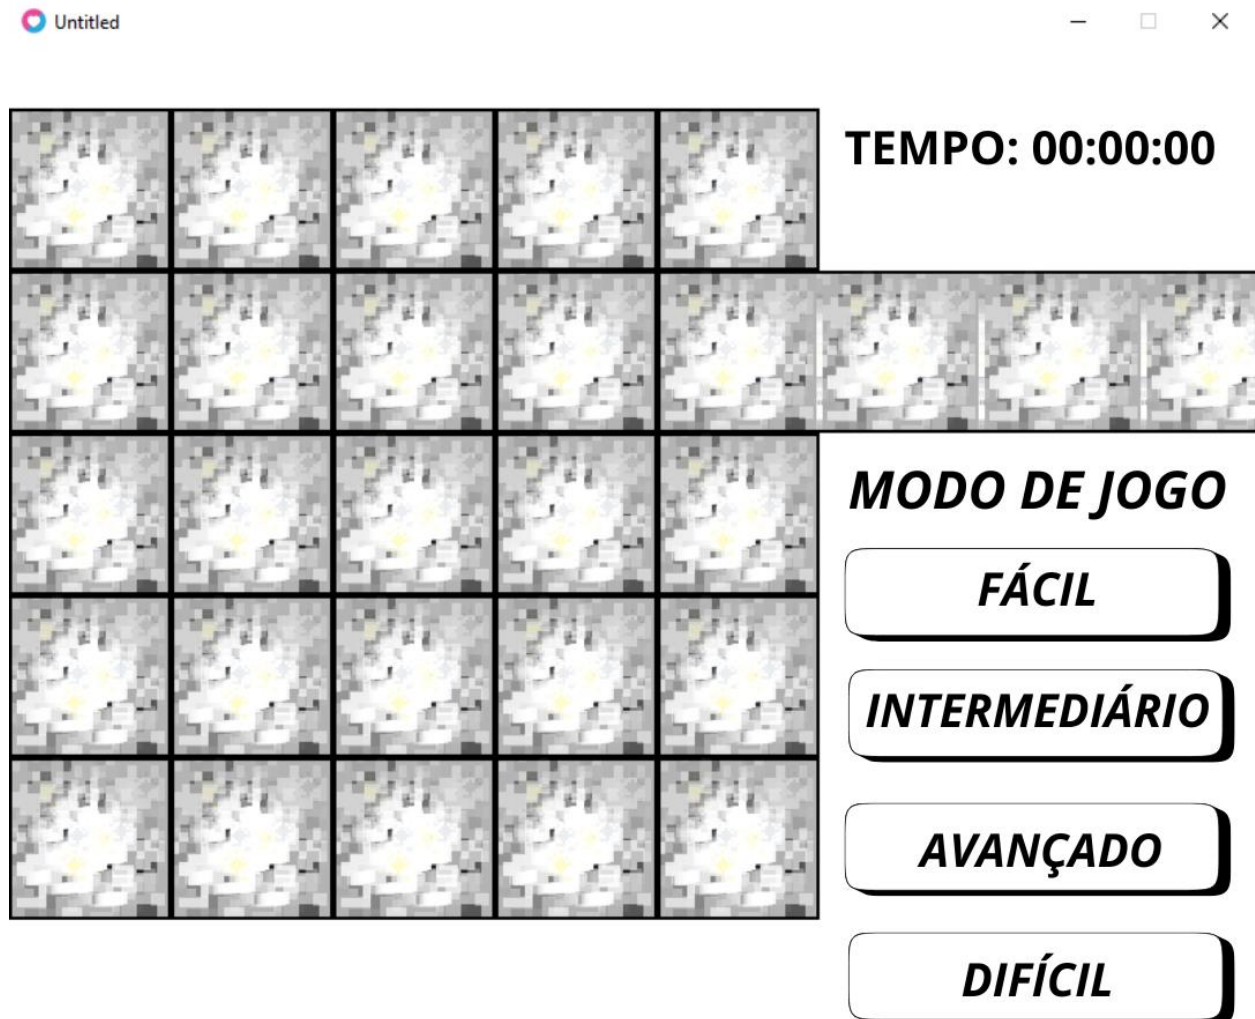 Untitled
TEMPO: 00:00:00
MODO DE JOGO
FÁCIL
INTERMEDIÁRIO
AVANÇADO
DIFÍCIL